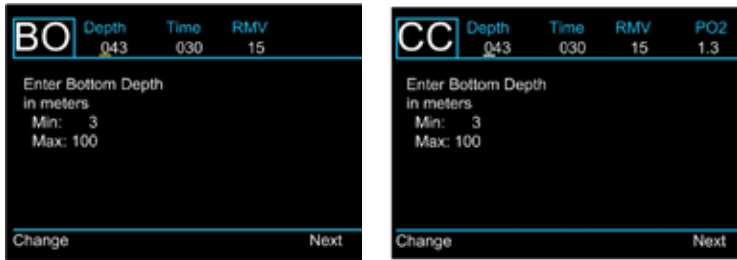 BO Depth Time RMV
043 030 15
Enter Bottom Depth
in meters
Min: 3
Max: 100
Change Next
CC Depth Time RMV PO2
043 030 15 1.3
Enter Bottom Depth
in meters
Min: 3
Max: 100
Change Next